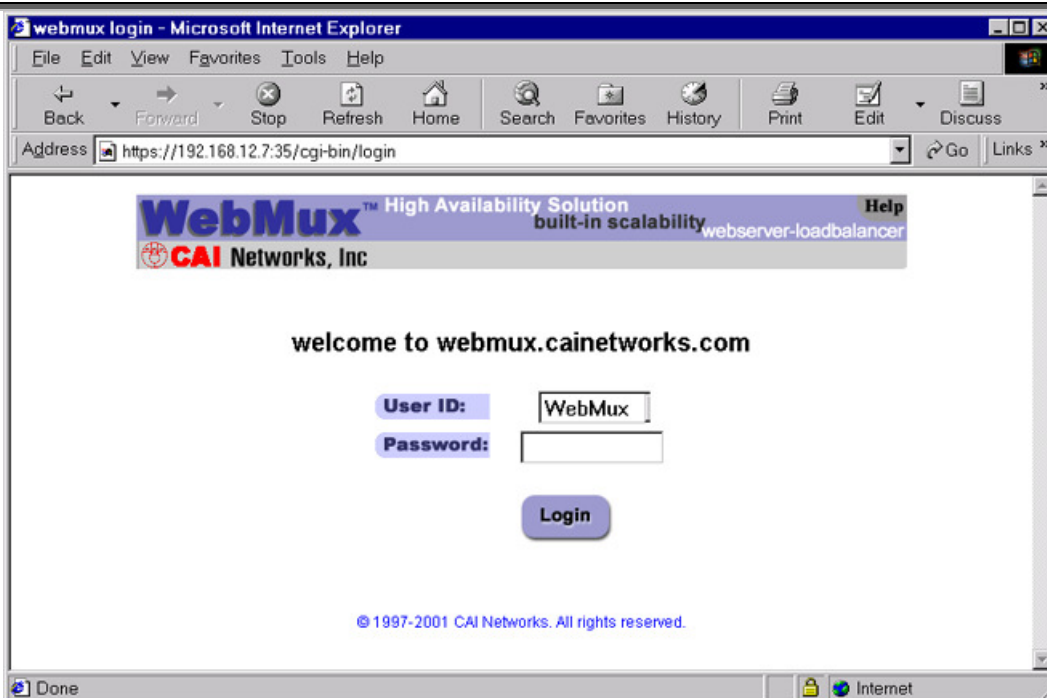 webmux login - Microsoft Internet Explorer
File Edit View Favorites Tools Help
Back Forward Stop Refresh Home Search Favorites History Print Edit Discuss »
Address https://192.168.12.7:35/cgi-bin/login Go Links »
WebMux™ High Availability Solution Help
built-in scalability
webserver-loadbalancer
CAI Networks, Inc
welcome to webmux.cainetworks.com
User ID: WebMux
Password:
Login
© 1997-2001 CAI Networks. All rights reserved.
Done Internet